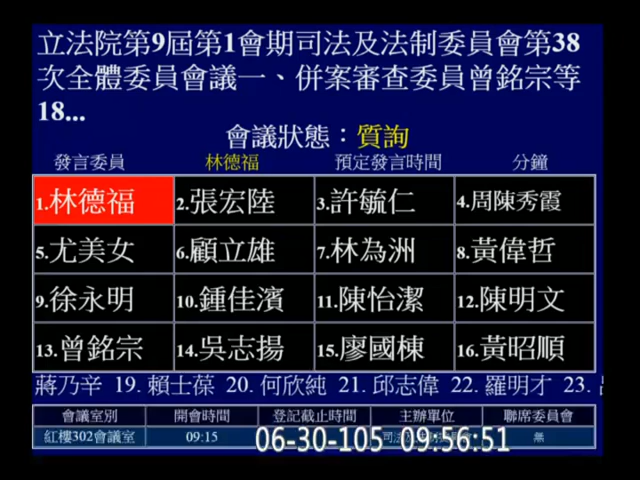 立法院第9屆第1會期司法及法制委員會第38
次全體委員會議一、併案審查委員曾銘宗等
18...
會議狀態：質詢
發言委員 林德福 預定發言時間 分鐘
1.林德福 2.張宏陸 3.許毓仁 4.周陳秀霞
5.尤美女 6.顧立雄 7.林為洲 8.黃偉哲
9.徐永明 10.鍾佳濱 11.陳怡潔 12.陳明文
13.曾銘宗 14.吳志揚 15.廖國棟 16.黃昭順
蔣乃辛 19. 賴士葆 20. 何欣純 21. 邱志偉 22. 羅明才 23.
會議室別 開會時間 登記截止時間 主辦單位 聯席委員會
紅樓302會議室 09:15 06-30-105 09:56:51 無